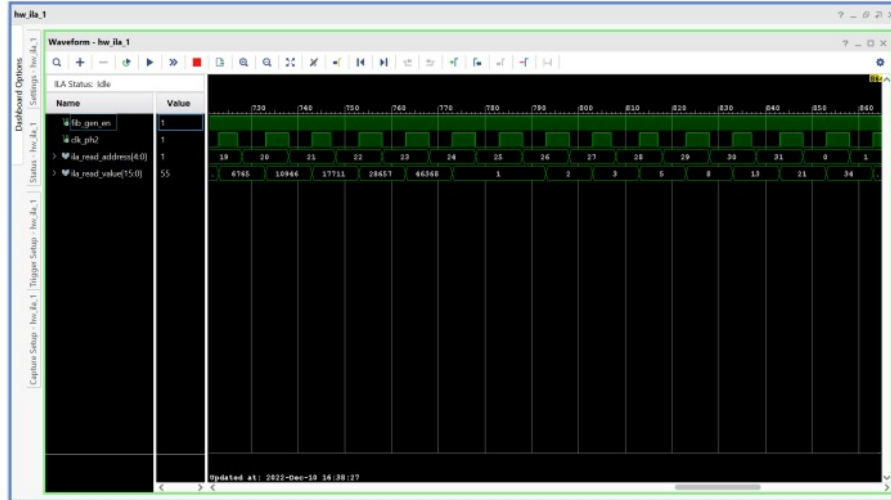 hw_ila_1
Dashboard Options
Settings - hw_ila_1
Status - hw_ila_1
Trigger Setup - hw_ila_1
Capture Setup - hw_ila_1
Waveform - hw_ila_1
ILA Status: Idle
Name Value
fib_gen_en 1
clk_ph2 1
ila_read_address[4:0] 1
ila_read_value[15:0] 55
730 740 750 760 770 780 790 800 810 820 830 840 850 860
19 20 21 22 23 24 25 26 27 28 29 30 31 0 1
6765 10946 17711 28657 46368 1 2 3 5 8 13 21 34
Updated at: 2022-Dec-10 16:38:27